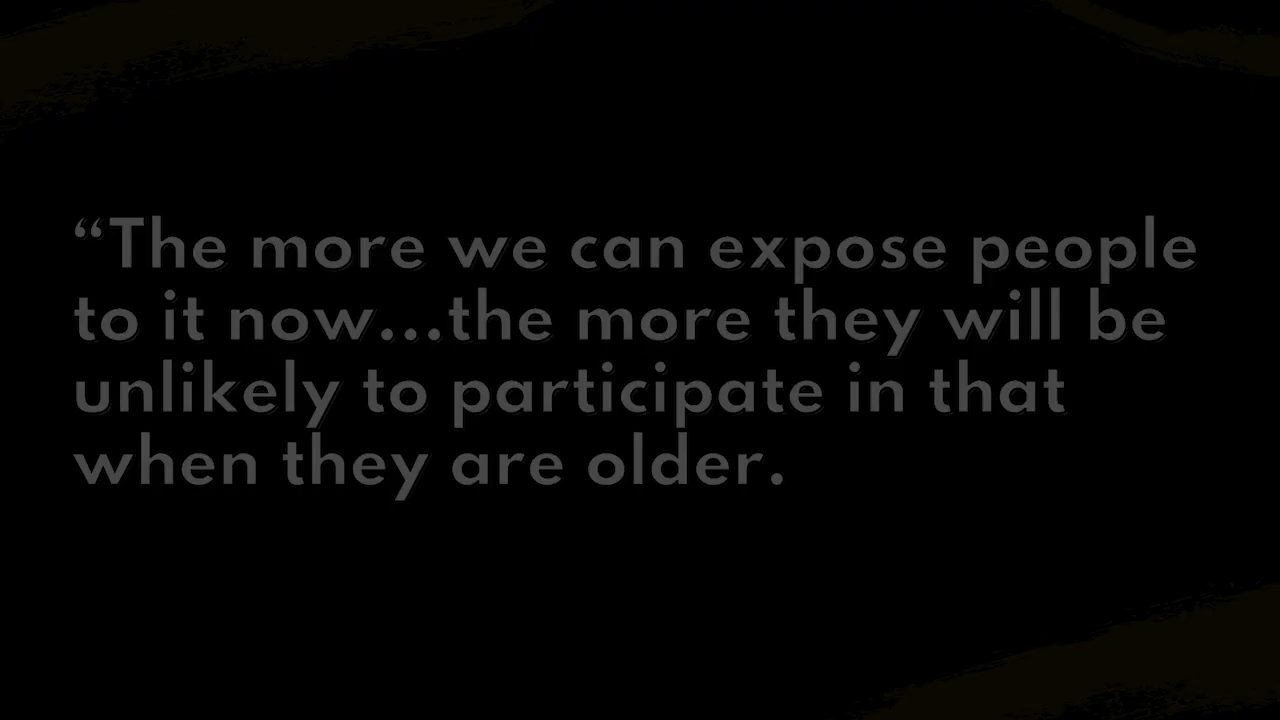 “The more we can expose people
to it now...the more they will be
unlikely to participate in that
when they are older.